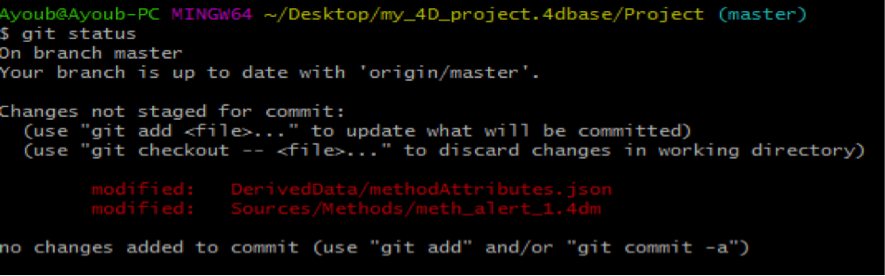 Ayoub@Ayoub-PC MINGW64 ~/Desktop/my_4D_project.4dbase/Project (master)
$ git status
On branch master
Your branch is up to date with 'origin/master'.
Changes not staged for commit:
(use "git add <file>..." to update what will be committed)
(use "git checkout -- <file>..." to discard changes in working directory)
modified: DerivedData/methodAttributes.json
modified: Sources/Methods/meth_alert_1.4dm
no changes added to commit (use "git add" and/or "git commit -a")